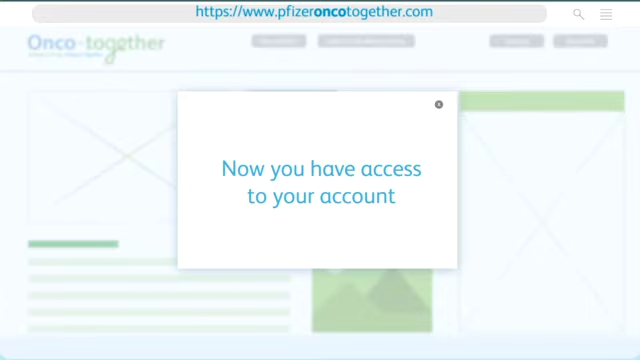 https://www.pfizeroncotogether.com
Onco together
Now you have access
to your account